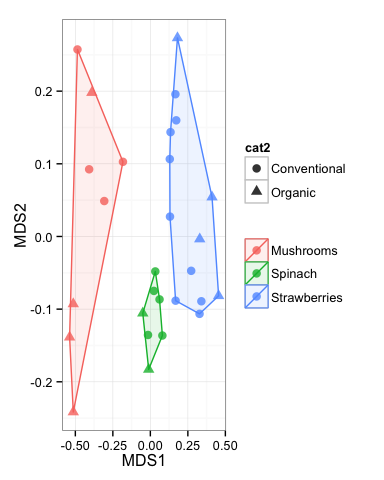 0.2
0.1
0.0
-0.1
-0.2
MDS2
-0.50 -0.25 0.00 0.25 0.50
MDS1
cat2
Conventional
Organic
Mushrooms
Spinach
Strawberries